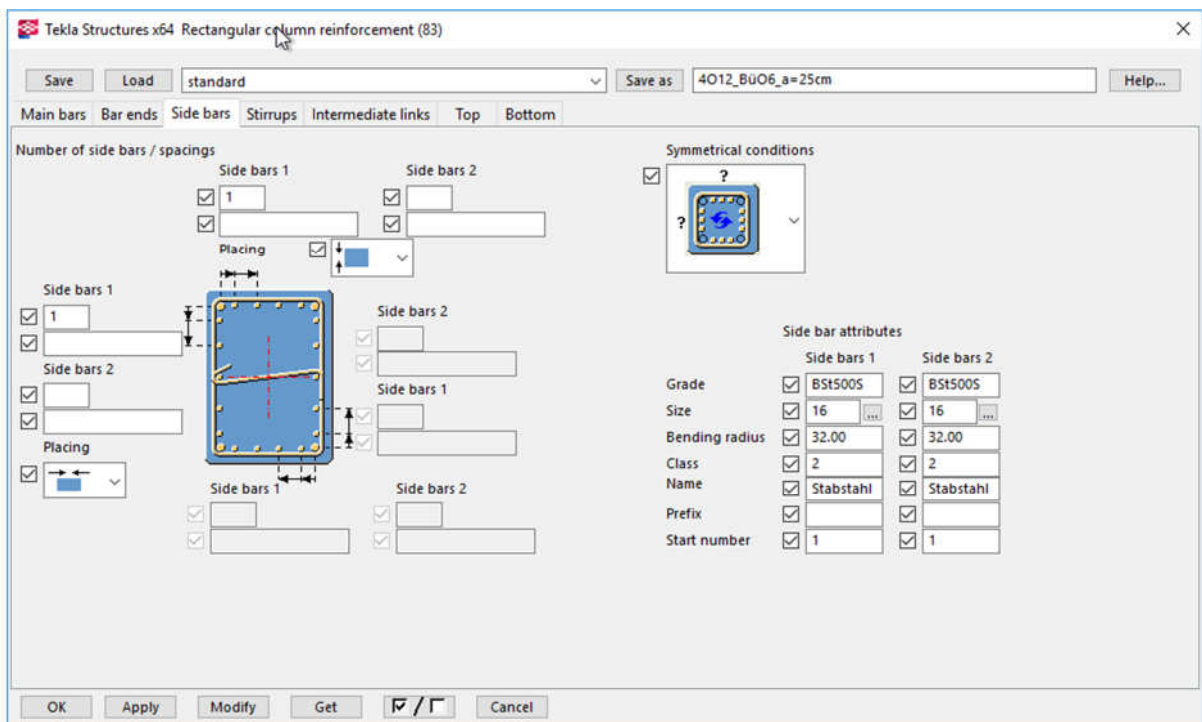 Tekla Structures x64 Rectangular column reinforcement (83)
Save Load standard Save as 4O12_BüO6_a=25cm Help...
Main bars Bar ends Side bars Stirrups Intermediate links Top Bottom
Number of side bars / spacings
Side bars 1 Side bars 2
1
Placing
Side bars 1
1
Side bars 2
Placing
Side bars 2
Side bars 1
Side bars 1 Side bars 2
Symmetrical conditions
?
?
Side bar attributes
Side bars 1 Side bars 2
Grade BSt500S BSt500S
Size 16 ... 16 ...
Bending radius 32.00 32.00
Class 2 2
Name Stabstahl Stabstahl
Prefix
Start number 1 1
OK Apply Modify Get / Cancel